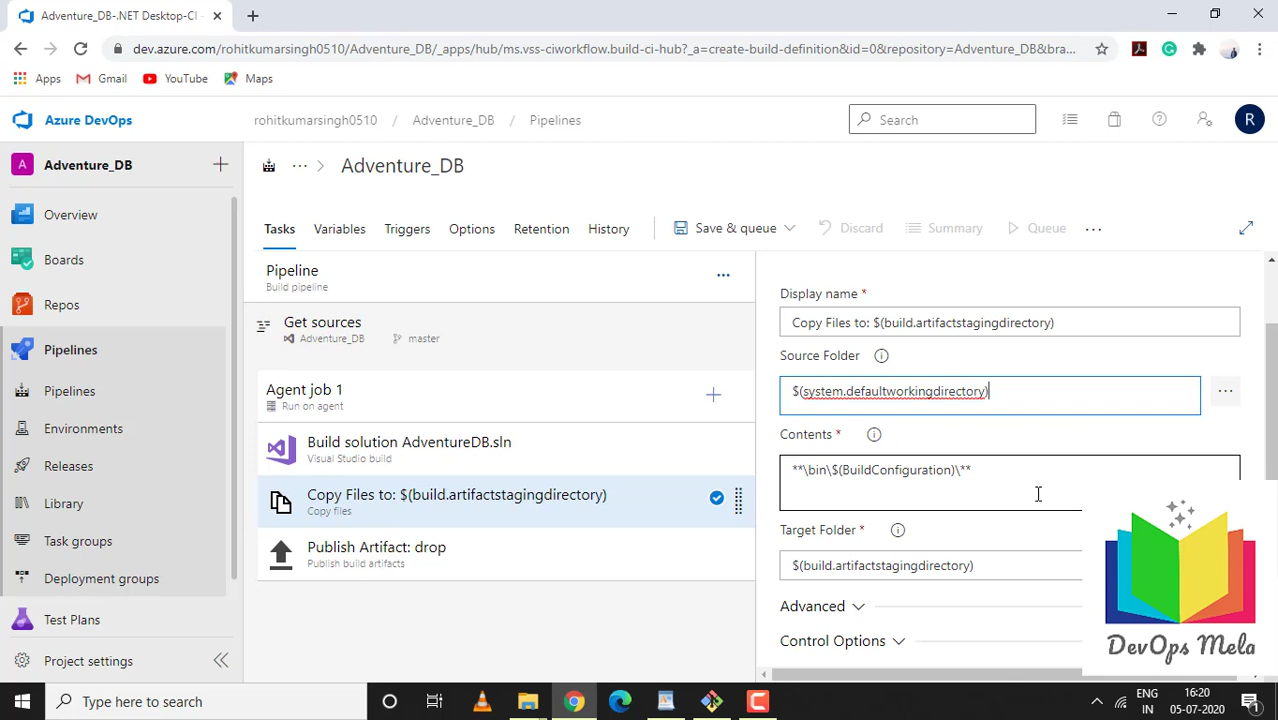 Adventure_DB-.NET Desktop-CI -
dev.azure.com/rohitkumarsingh0510/Adventure_DB/_apps/hub/ms.vss-ciworkflow.build-ci-hub?_a=create-build-definition&id=0&repository=Adventure_DB&bra...
Apps Gmail YouTube Maps
Azure DevOps rohitkumarsingh0510 / Adventure_DB / Pipelines Search R
A Adventure_DB
Adventure_DB
Overview
Boards
Repos
Pipelines
Pipelines
Environments
Releases
Library
Task groups
Deployment groups
Test Plans
Project settings
Tasks Variables Triggers Options Retention History Save & queue Discard Summary Queue
Pipeline
Build pipeline
Get sources
Adventure_DB master
Agent job 1
Run on agent
Build solution AdventureDB.sln
Visual Studio build
Copy Files to: $(build.artifactstagingdirectory)
Copy files
Publish Artifact: drop
Publish build artifacts
Display name *
Copy Files to: $(build.artifactstagingdirectory)
Source Folder
$(system.defaultworkingdirectory)
Contents *
**\bin\$(BuildConfiguration)\**
Target Folder *
$(build.artifactstagingdirectory)
Advanced
Control Options
DevOps Mela
Type here to search
ENG
IN
16:20
05-07-2020
1